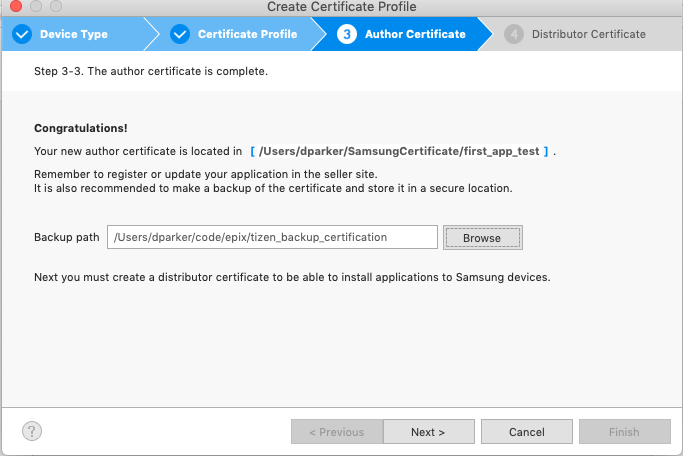 Create Certificate Profile
Device Type
Certificate Profile
3 Author Certificate
4 Distributor Certificate
Step 3-3. The author certificate is complete.
Congratulations!
Your new author certificate is located in [ /Users/dparker/SamsungCertificate/first_app_test ] .
Remember to register or update your application in the seller site.
It is also recommended to make a backup of the certificate and store it in a secure location.
Backup path /Users/dparker/code/epix/tizen_backup_certification Browse
Next you must create a distributor certificate to be able to install applications to Samsung devices.
? < Previous Next > Cancel Finish